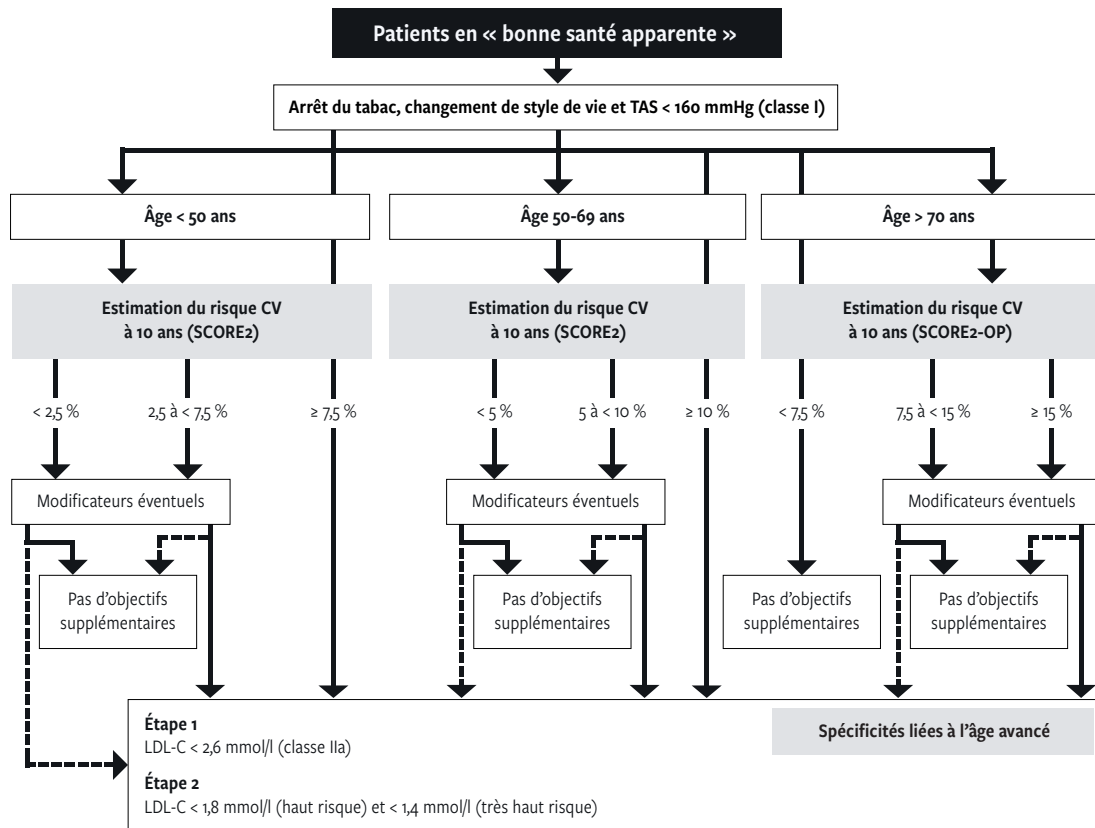 Patients en « bonne santé apparente »
Arrêt du tabac, changement de style de vie et TAS < 160 mmHg (classe I)
Âge < 50 ans
Âge 50-69 ans
Âge > 70 ans
Estimation du risque CV
à 10 ans (SCORE2)
Estimation du risque CV
à 10 ans (SCORE2)
Estimation du risque CV
à 10 ans (SCORE2-OP)
< 2,5 %
2,5 à < 7,5 %
≥ 7,5 %
< 5 %
5 à < 10 %
≥ 10 %
< 7,5 %
7,5 à < 15 %
≥ 15 %
Modificateurs éventuels
Modificateurs éventuels
Modificateurs éventuels
Pas d’objectifs
supplémentaires
Pas d’objectifs
supplémentaires
Pas d’objectifs
supplémentaires
Pas d’objectifs
supplémentaires
Étape 1
LDL-C < 2,6 mmol/l (classe IIa)
Spécificités liées à l’âge avancé
Étape 2
LDL-C < 1,8 mmol/l (haut risque) et < 1,4 mmol/l (très haut risque)